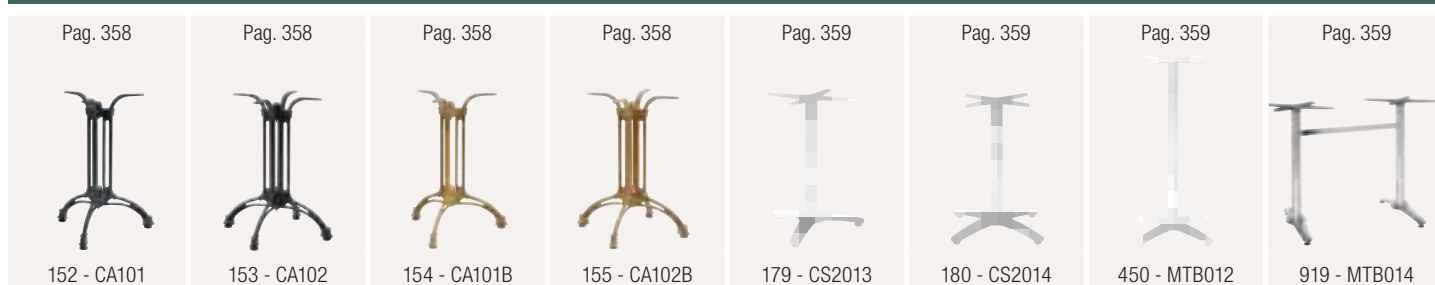 Pag. 358
Pag. 358
Pag. 358
Pag. 358
Pag. 359
Pag. 359
Pag. 359
Pag. 359
152 - CA101
153 - CA102
154 - CA101B
155 - CA102B
179 - CS2013
180 - CS2014
450 - MTB012
919 - MTB014